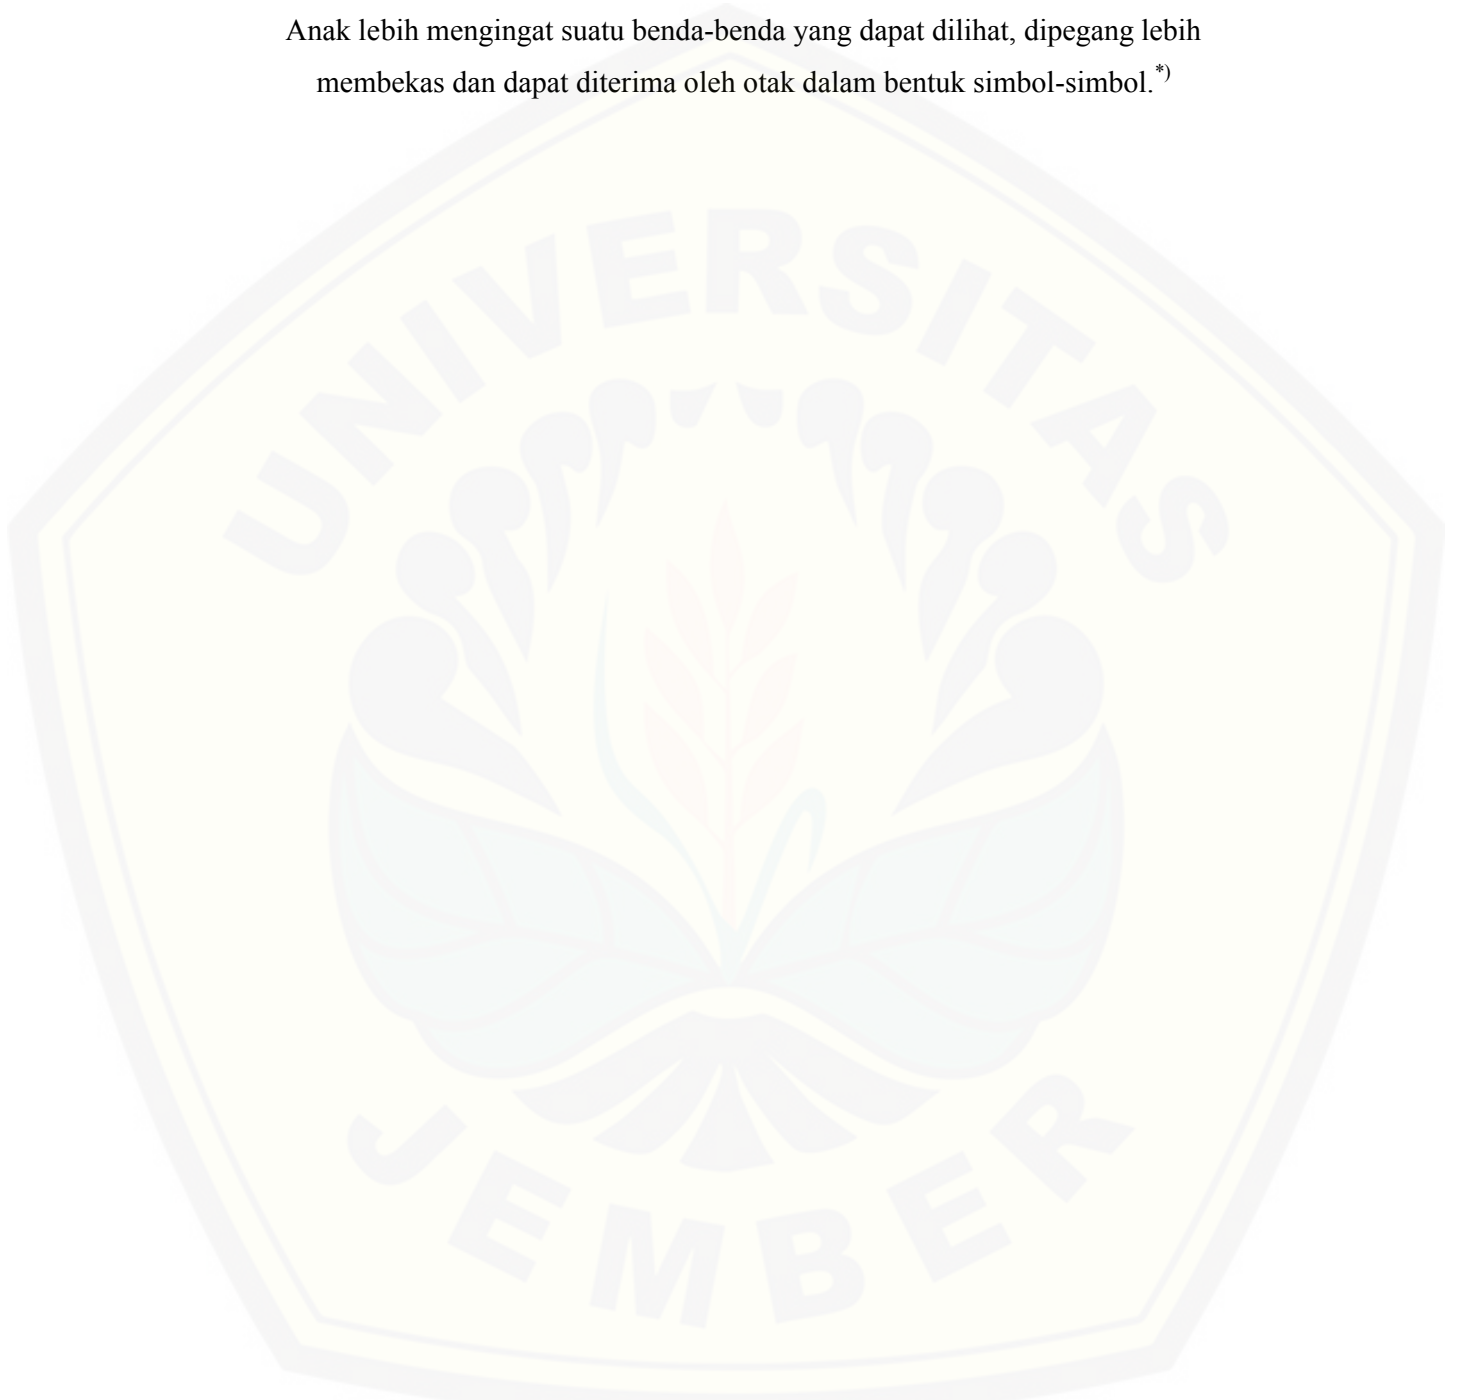 Anak lebih mengingat suatu benda-benda yang dapat dilihat, dipegang lebih
membekas dan dapat diterima oleh otak dalam bentuk simbol-simbol.*)
UNIVERSITAS
JEMBER